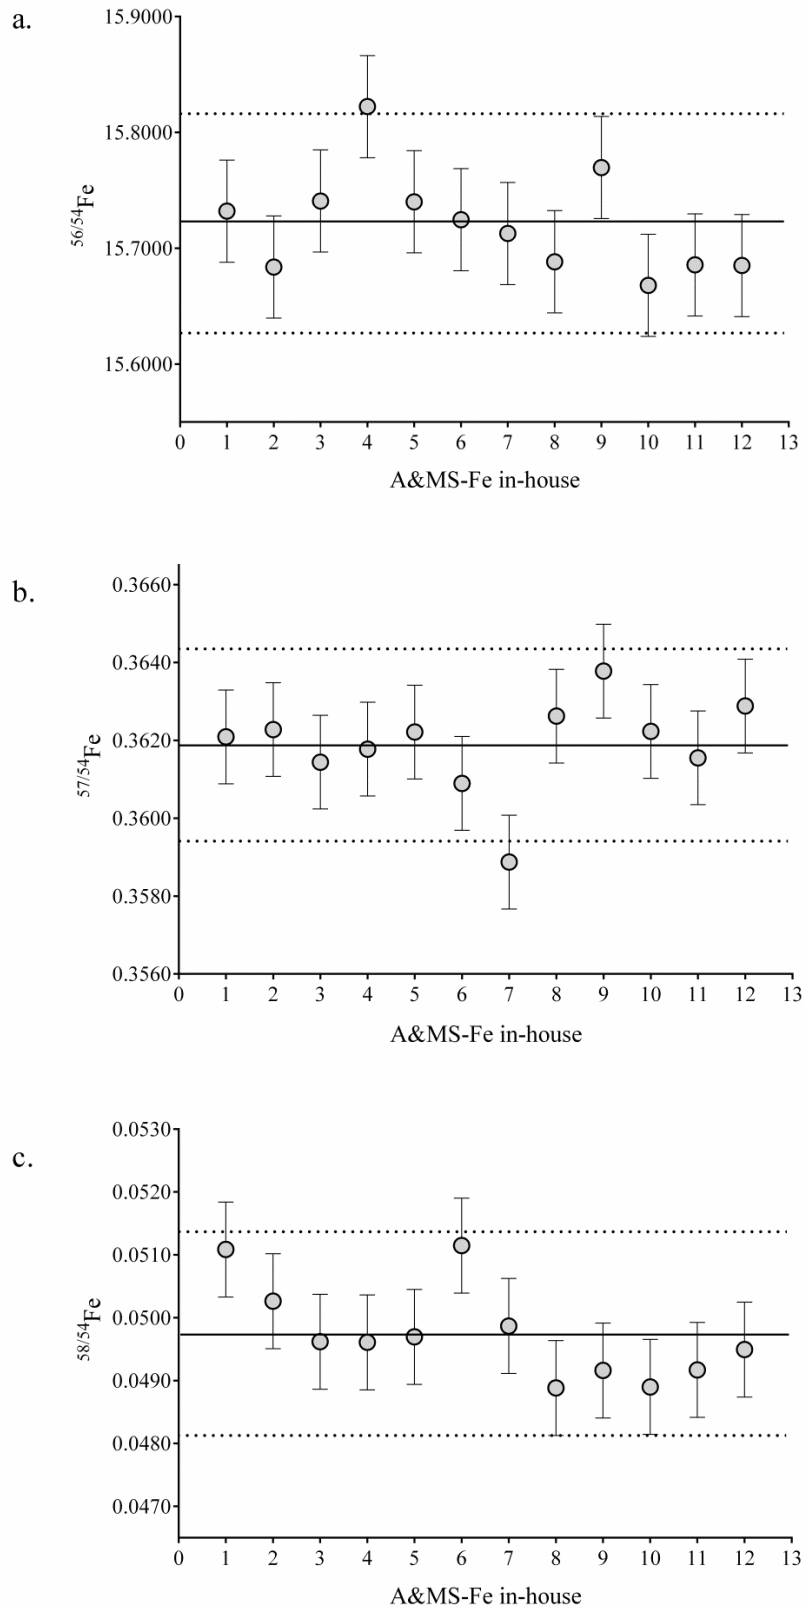 a.
15.9000
15.8000
15.7000
15.6000
56/54Fe
0 1 2 3 4 5 6 7 8 9 10 11 12 13
A&MS-Fe in-house
b.
0.3660
0.3640
0.3620
0.3600
0.3580
0.3560
57/54Fe
0 1 2 3 4 5 6 7 8 9 10 11 12 13
A&MS-Fe in-house
c.
0.0530
0.0520
0.0510
0.0500
0.0490
0.0480
0.0470
58/54Fe
0 1 2 3 4 5 6 7 8 9 10 11 12 13
A&MS-Fe in-house